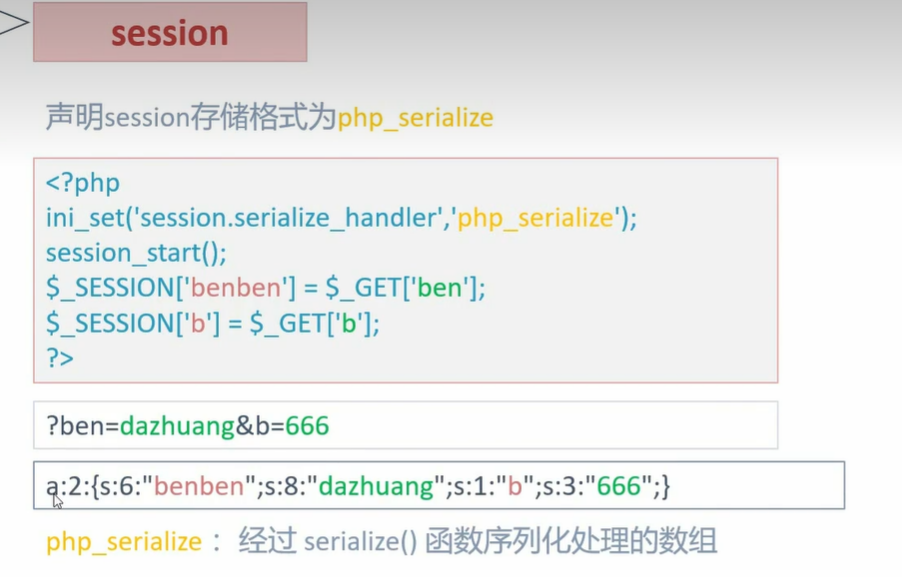 session
声明session存储格式为php_serialize
<?php
ini_set('session.serialize_handler','php_serialize');
session_start();
$_SESSION['benben'] = $_GET['ben'];
$_SESSION['b'] = $_GET['b'];
?>
?ben=dazhuang&b=666
a:2:{s:6:"benben";s:8:"dazhuang";s:1:"b";s:3:"666";}
php_serialize ： 经过 serialize() 函数序列化处理的数组